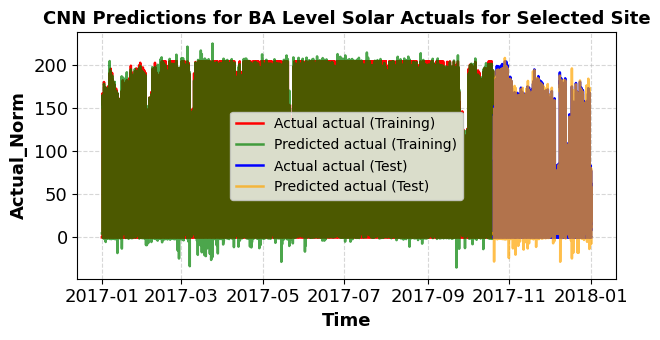 CNN Predictions for BA Level Solar Actuals for Selected Site
Actual_Norm
200
150
100
50
0
Actual actual (Training)
Predicted actual (Training)
Actual actual (Test)
Predicted actual (Test)
2017-01 2017-03 2017-05 2017-07 2017-09 2017-11 2018-01
Time